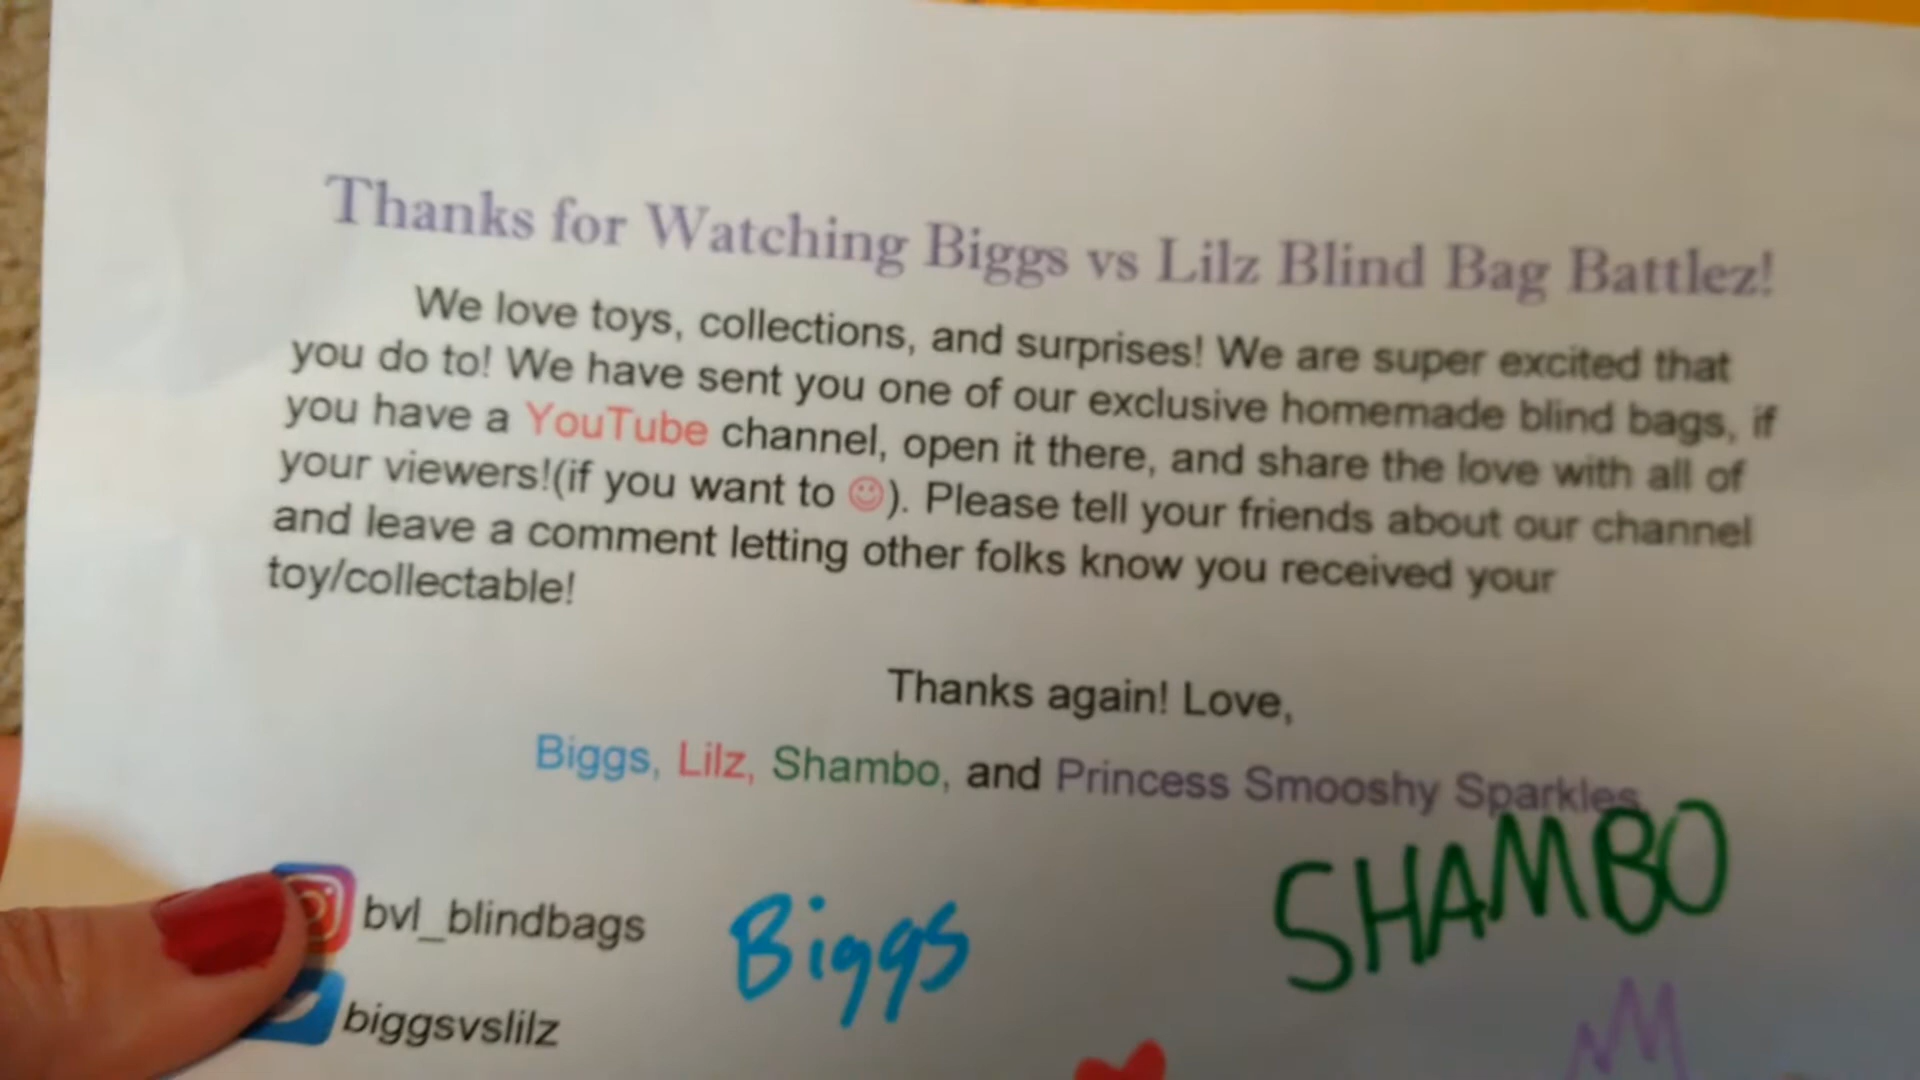 Thanks for Watching Biggs vs Lilz Blind Bag Battlez!
We love toys, collections, and surprises! We are super excited that
you do to! We have sent you one of our exclusive homemade blind bags, if
you have a YouTube channel, open it there, and share the love with all of
your viewers!(if you want to ☺). Please tell your friends about our channel
and leave a comment letting other folks know you received your
toy/collectable!
Thanks again! Love,
Biggs, Lilz, Shambo, and Princess Smooshy Sparkles
SHAMBO
bvl_blindbags
Biggs
biggsvslilz